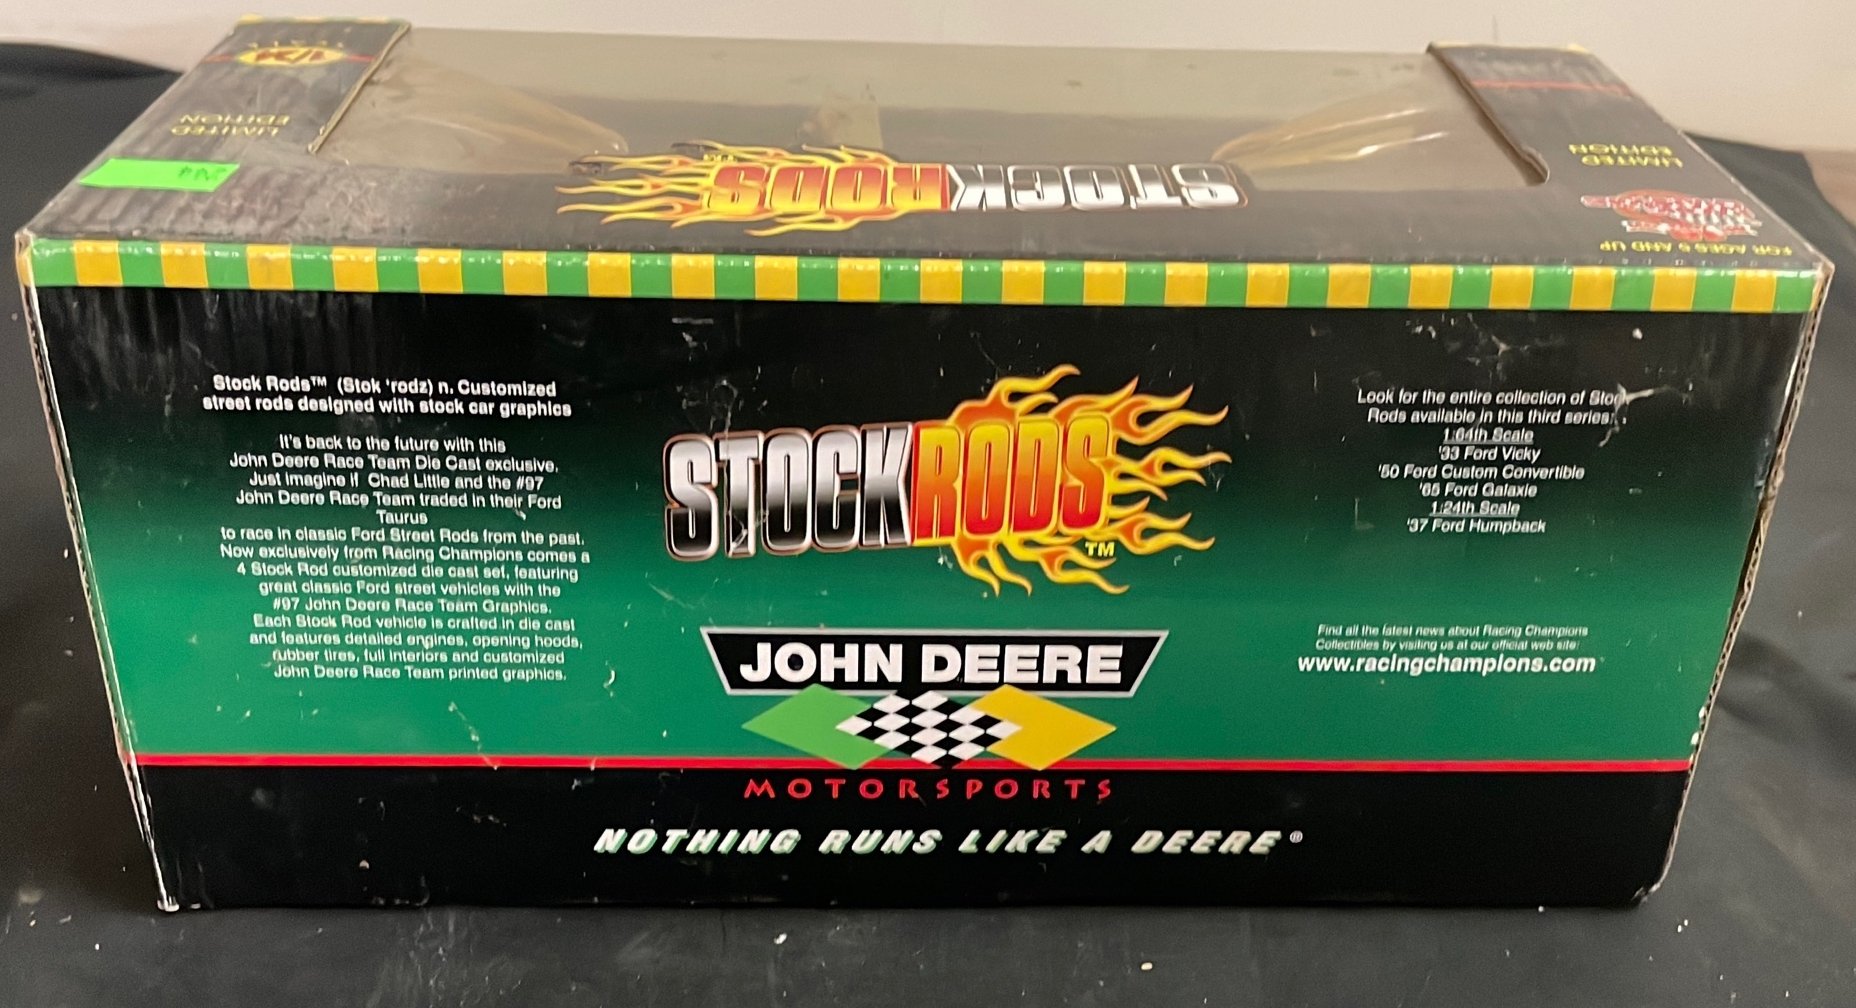 LIMITED
EDITION
STOCK RODS™
LIMITED
EDITION
FOR AGES 5 AND UP
Stock Rods™ (Stok 'rodz) n. Customized
street rods designed with stock car graphics
It's back to the future with this
John Deere Race Team Die Cast exclusive.
Just imagine if Chad Little and the #97
John Deere Race Team traded in their Ford
Taurus
to race in classic Ford Street Rods from the past.
Now exclusively from Racing Champions comes a
4 Stock Rod customized die cast set, featuring
great classic Ford street vehicles with the
#97 John Deere Race Team Graphics.
Each Stock Rod vehicle is crafted in die cast
and features detailed engines, opening hoods,
rubber tires, full interiors and customized
John Deere Race Team printed graphics.
STOCK RODS™
JOHN DEERE
MOTORSPORTS
NOTHING RUNS LIKE A DEERE®
Look for the entire collection of Stock
Rods available in this third series:
1:64th Scale
'33 Ford Vicky
'50 Ford Custom Convertible
'65 Ford Galaxie
1:24th Scale
'37 Ford Humpback
Find all the latest news about Racing Champions
Collectibles by visiting us at our official web site:
www.racingchampions.com